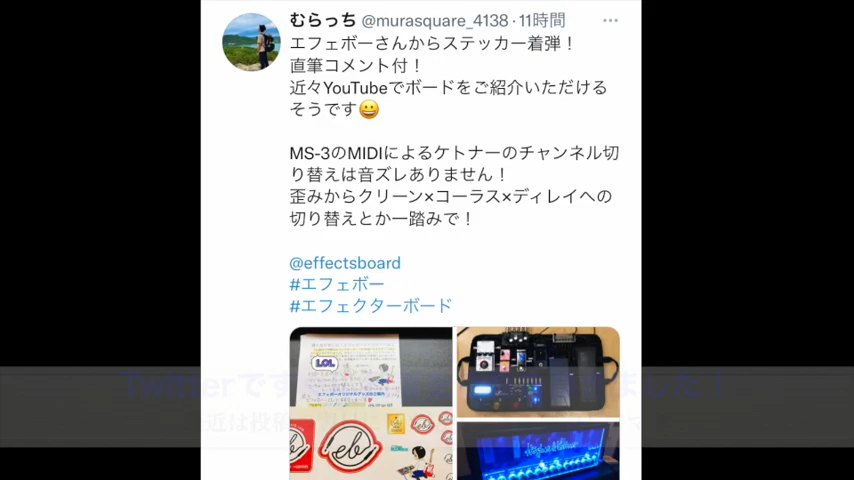 むらっち @murasquare_4138·11時間
エフェボーさんからステッカー着弾！
直筆コメント付！
近々YouTubeでボードをご紹介いただける
そうです😀
MS-3のMIDIによるケトナーのチャンネル切
り替えは音ズレありません！
歪みからクリーン×コーラス×ディレイへの
切り替えとか一踏みで！
@effectsboard
#エフェボー
#エフェクターボード
LOL
eb